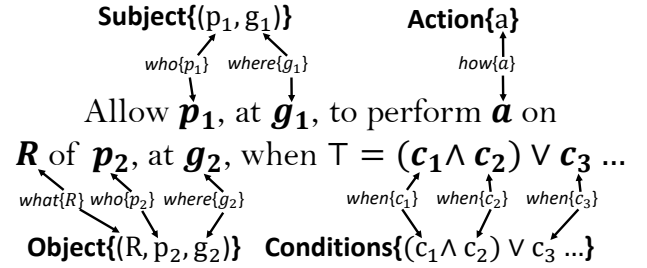 Subject{(p₁, g₁)} Action{a}
who{p₁} where{g₁} how{a}
Allow p₁, at g₁, to perform a on
R of p₂, at g₂, when T = (c₁∧ c₂) ∨ c₃ ...
what{R} who{p₂} where{g₂} when{c₁} when{c₂} when{c₃}
Object{(R, p₂, g₂)} Conditions{(c₁∧ c₂) ∨ c₃ ...}